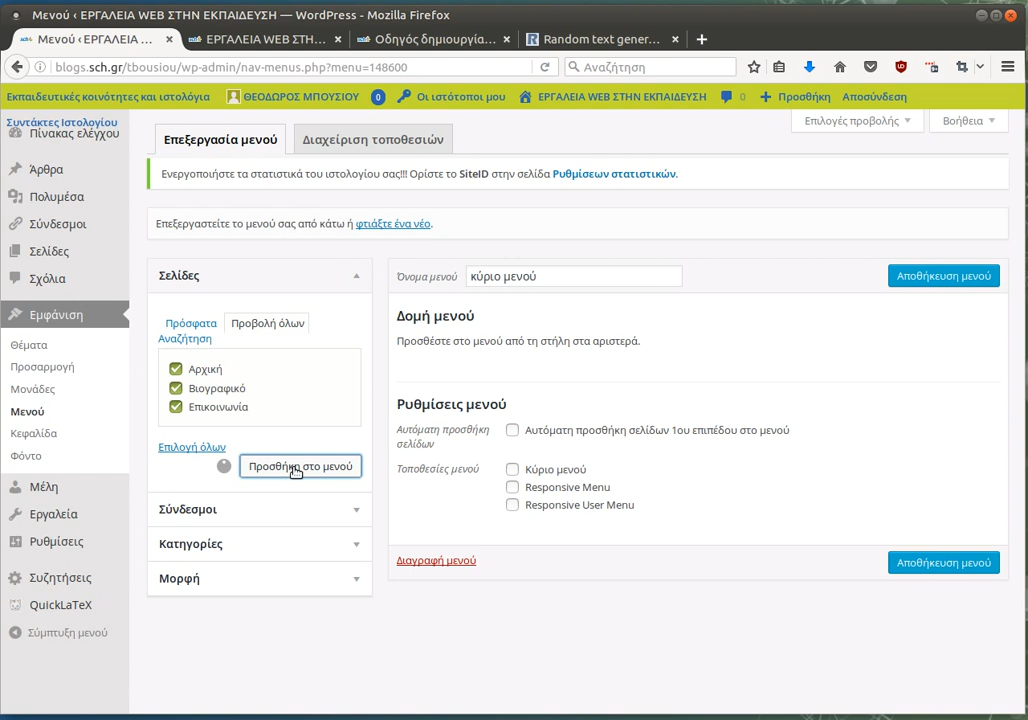 Μενού ‹ ΕΡΓΑΛΕΙΑ WEB ΣΤΗΝ ΕΚΠΑΙΔΕΥΣΗ — WordPress - Mozilla Firefox
Μενού ‹ ΕΡΓΑΛΕΙΑ ...
ΕΡΓΑΛΕΙΑ WEB ΣΤΗ...
Οδηγός δημιουργία...
Random text gener...
blogs.sch.gr/tbousiou/wp-admin/nav-menus.php?menu=148600
Αναζήτηση
Εκπαιδευτικές κοινότητες και ιστολόγια
ΘΕΟΔΩΡΟΣ ΜΠΟΥΣΙΟΥ
0
Οι ιστότοποι μου
ΕΡΓΑΛΕΙΑ WEB ΣΤΗΝ ΕΚΠΑΙΔΕΥΣΗ
0
Προσθήκη
Αποσύνδεση
Συντάκτες Ιστολογίου
Πίνακας ελέγχου
Άρθρα
Πολυμέσα
Σύνδεσμοι
Σελίδες
Σχόλια
Εμφάνιση
Θέματα
Προσαρμογή
Μονάδες
Μενού
Κεφαλίδα
Φόντο
Μέλη
Εργαλεία
Ρυθμίσεις
Συζητήσεις
QuickLaTeX
Σύμπτυξη μενού
Επιλογές προβολής
Βοήθεια
Επεξεργασία μενού
Διαχείριση τοποθεσιών
Ενεργοποιήστε τα στατιστικά του ιστολογίου σας!!! Ορίστε το SiteID στην σελίδα Ρυθμίσεων στατιστικών.
Επεξεργαστείτε το μενού σας από κάτω ή φτιάξτε ένα νέο.
Σελίδες
Πρόσφατα
Προβολή όλων
Αναζήτηση
Αρχική
Βιογραφικό
Επικοινωνία
Επιλογή όλων
Προσθήκη στο μενού
Σύνδεσμοι
Κατηγορίες
Μορφή
Όνομα μενού
κύριο μενού
Αποθήκευση μενού
Δομή μενού
Προσθέστε στο μενού από τη στήλη στα αριστερά.
Ρυθμίσεις μενού
Αυτόματη προσθήκη
σελίδων
Αυτόματη προσθήκη σελίδων 1ου επιπέδου στο μενού
Τοποθεσίες μενού
Κύριο μενού
Responsive Menu
Responsive User Menu
Διαγραφή μενού
Αποθήκευση μενού